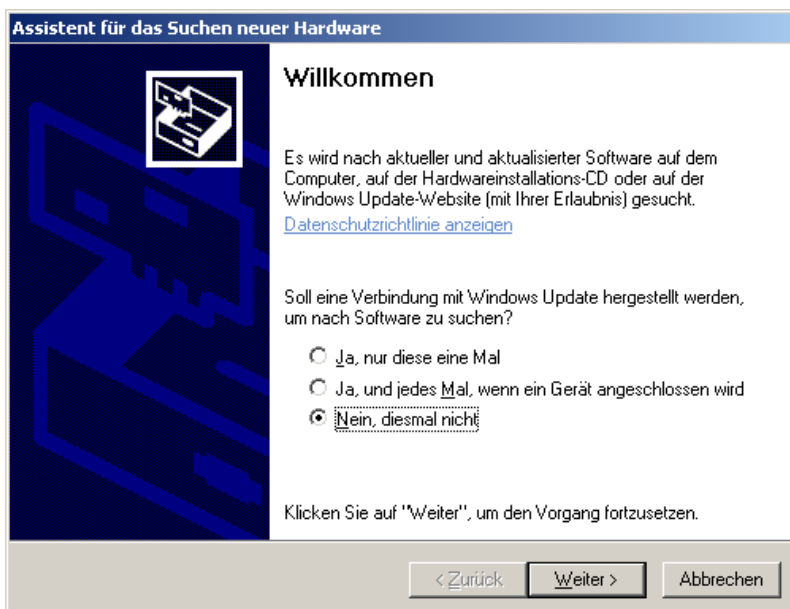 Assistent für das Suchen neuer Hardware
Willkommen
Es wird nach aktueller und aktualisierter Software auf dem
Computer, auf der Hardwareinstallations-CD oder auf der
Windows Update-Website (mit Ihrer Erlaubnis) gesucht.
Datenschutzrichtlinie anzeigen
Soll eine Verbindung mit Windows Update hergestellt werden,
um nach Software zu suchen?
Ja, nur diese eine Mal
Ja, und jedes Mal, wenn ein Gerät angeschlossen wird
Nein, diesmal nicht
Klicken Sie auf "Weiter", um den Vorgang fortzusetzen.
< Zurück Weiter > Abbrechen